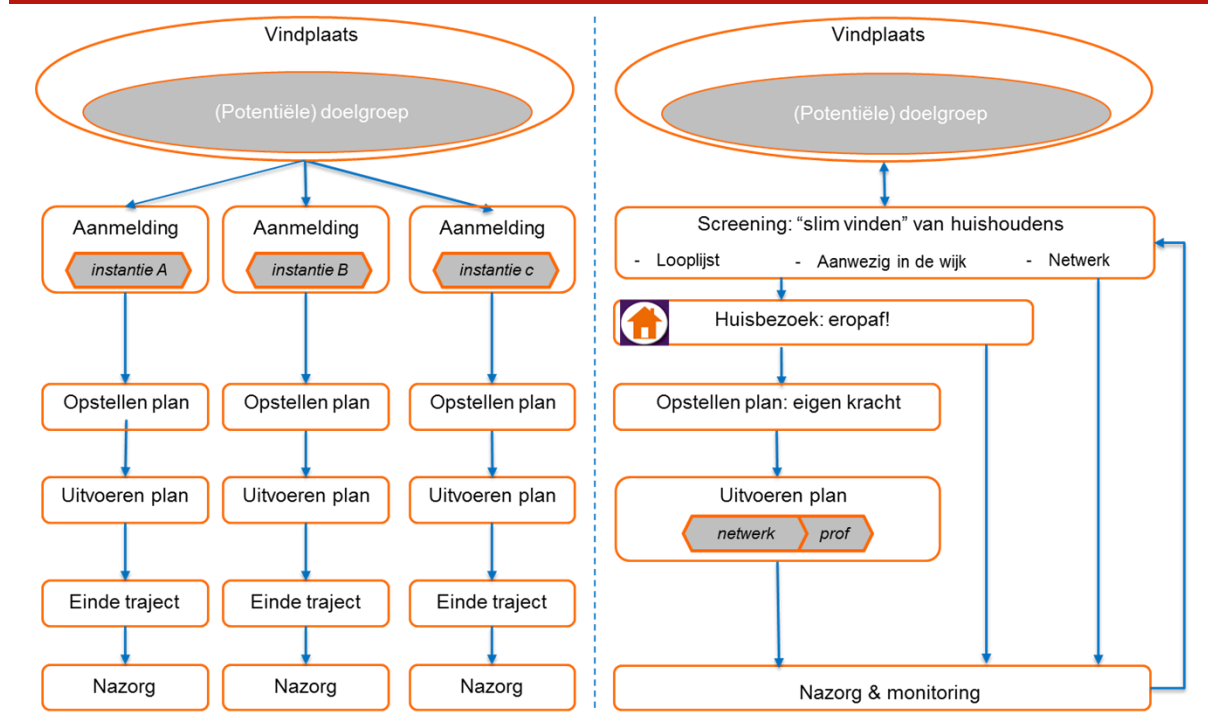 Vindplaats
(Potentiële) doelgroep
Aanmelding
instantie A
Aanmelding
instantie B
Aanmelding
instantie c
Opstellen plan
Opstellen plan
Opstellen plan
Uitvoeren plan
Uitvoeren plan
Uitvoeren plan
Einde traject
Einde traject
Einde traject
Nazorg
Nazorg
Nazorg
Vindplaats
(Potentiële) doelgroep
Screening: “slim vinden” van huishoudens
- Looplijst
- Aanwezig in de wijk
- Netwerk
Huisbezoek: eropaf!
Opstellen plan: eigen kracht
Uitvoeren plan
netwerk
prof
Nazorg & monitoring